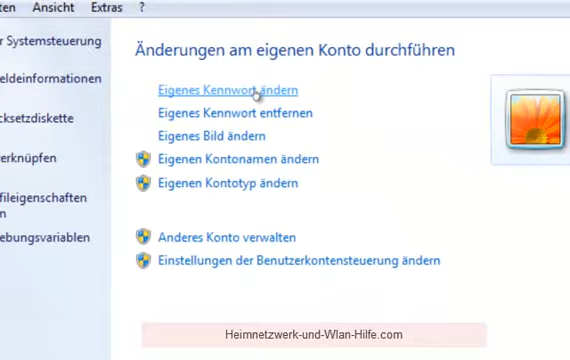 ten Ansicht Extras ?
r Systemsteuerung
eldeinformationen
cksetzdiskette
erknüpfen
fileigenschaften
n
ebungsvariablen
Änderungen am eigenen Konto durchführen
Eigenes Kennwort ändern
Eigenes Kennwort entfernen
Eigenes Bild ändern
Eigenen Kontonamen ändern
Eigenen Kontotyp ändern
Anderes Konto verwalten
Einstellungen der Benutzerkontensteuerung ändern
Heimnetzwerk-und-Wlan-Hilfe.com